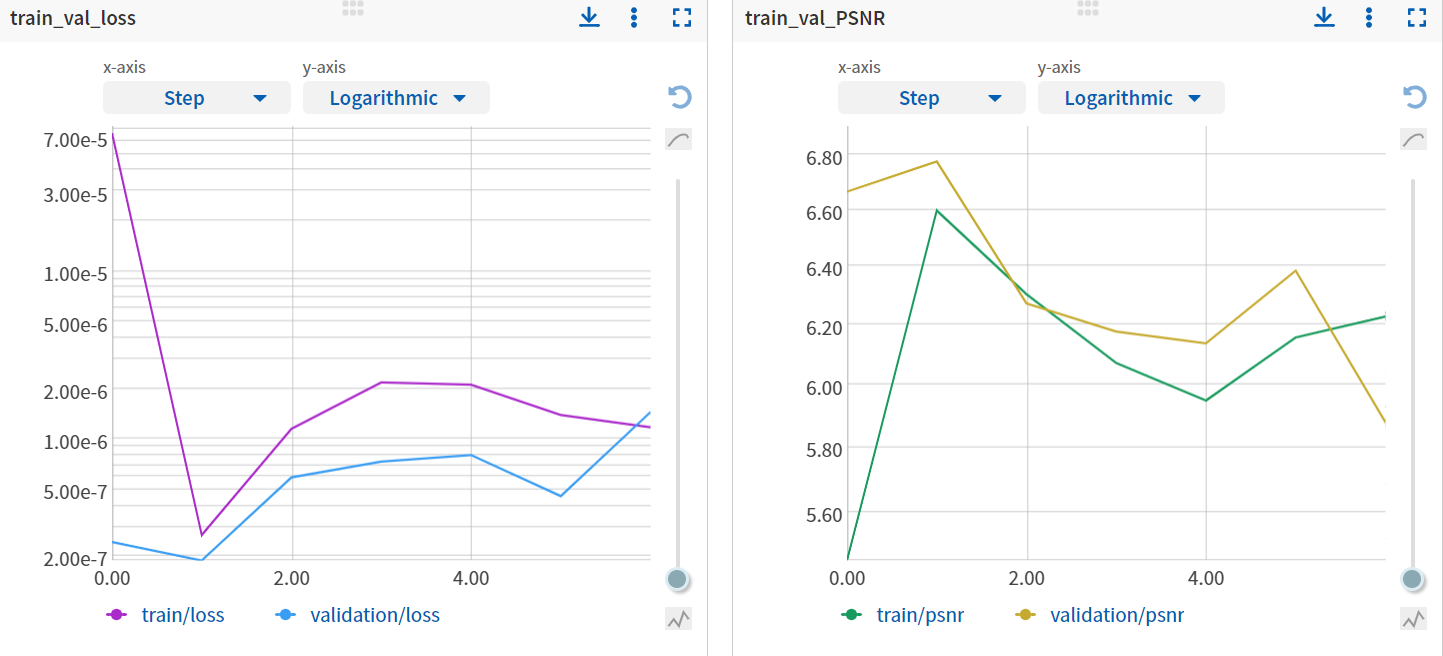 train_val_loss
x-axis y-axis
Step Logarithmic
7.00e-5
3.00e-5
1.00e-5
5.00e-6
2.00e-6
1.00e-6
5.00e-7
2.00e-7
0.00 2.00 4.00
train/loss validation/loss
train_val_PSNR
x-axis y-axis
Step Logarithmic
6.80
6.60
6.40
6.20
6.00
5.80
5.60
0.00 2.00 4.00
train/psnr validation/psnr